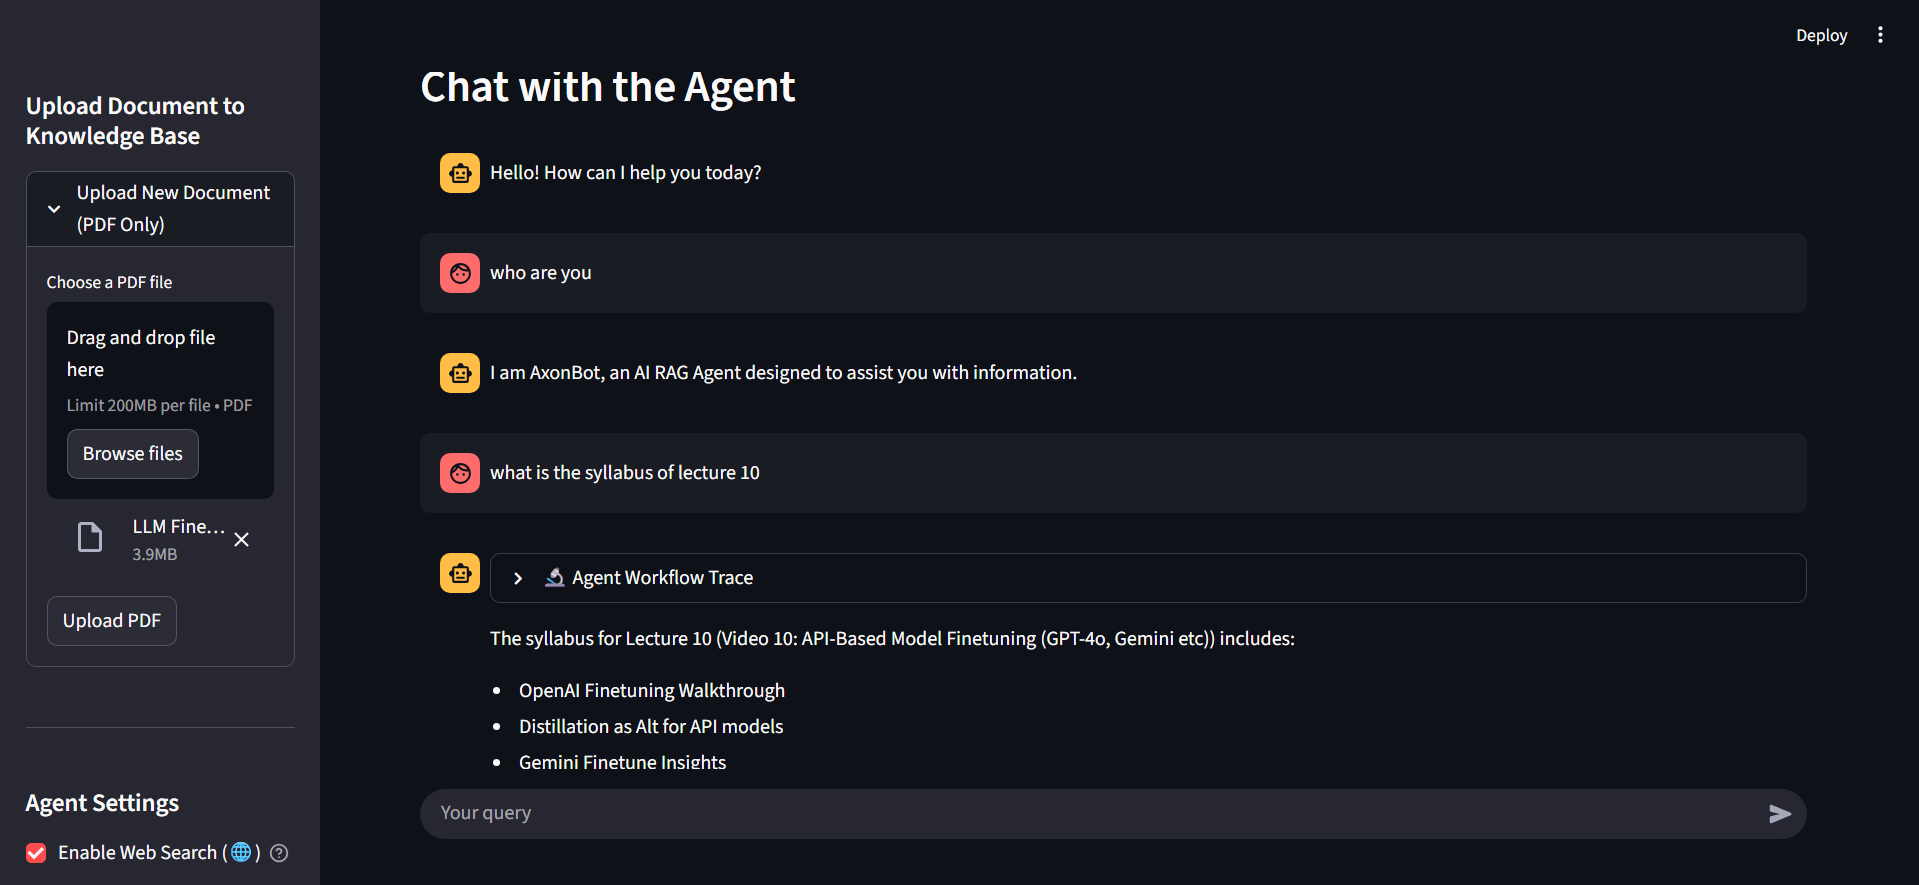 Deploy
Upload Document to
Knowledge Base
Upload New Document
(PDF Only)
Choose a PDF file
Drag and drop file
here
Limit 200MB per file • PDF
Browse files
LLM Fine...
3.9MB
Upload PDF
Agent Settings
Enable Web Search (🌐)
Chat with the Agent
Hello! How can I help you today?
who are you
I am AxonBot, an AI RAG Agent designed to assist you with information.
what is the syllabus of lecture 10
🔬 Agent Workflow Trace
The syllabus for Lecture 10 (Video 10: API-Based Model Finetuning (GPT-4o, Gemini etc)) includes:
• OpenAI Finetuning Walkthrough
• Distillation as Alt for API models
• Gemini Finetune Insights
Your query